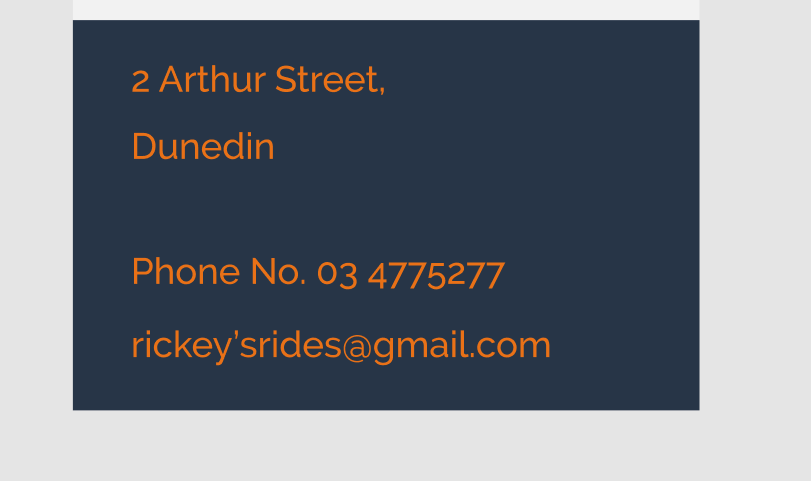 2 Arthur Street,
Dunedin
Phone No. 03 4775277
rickey’srides@gmail.com